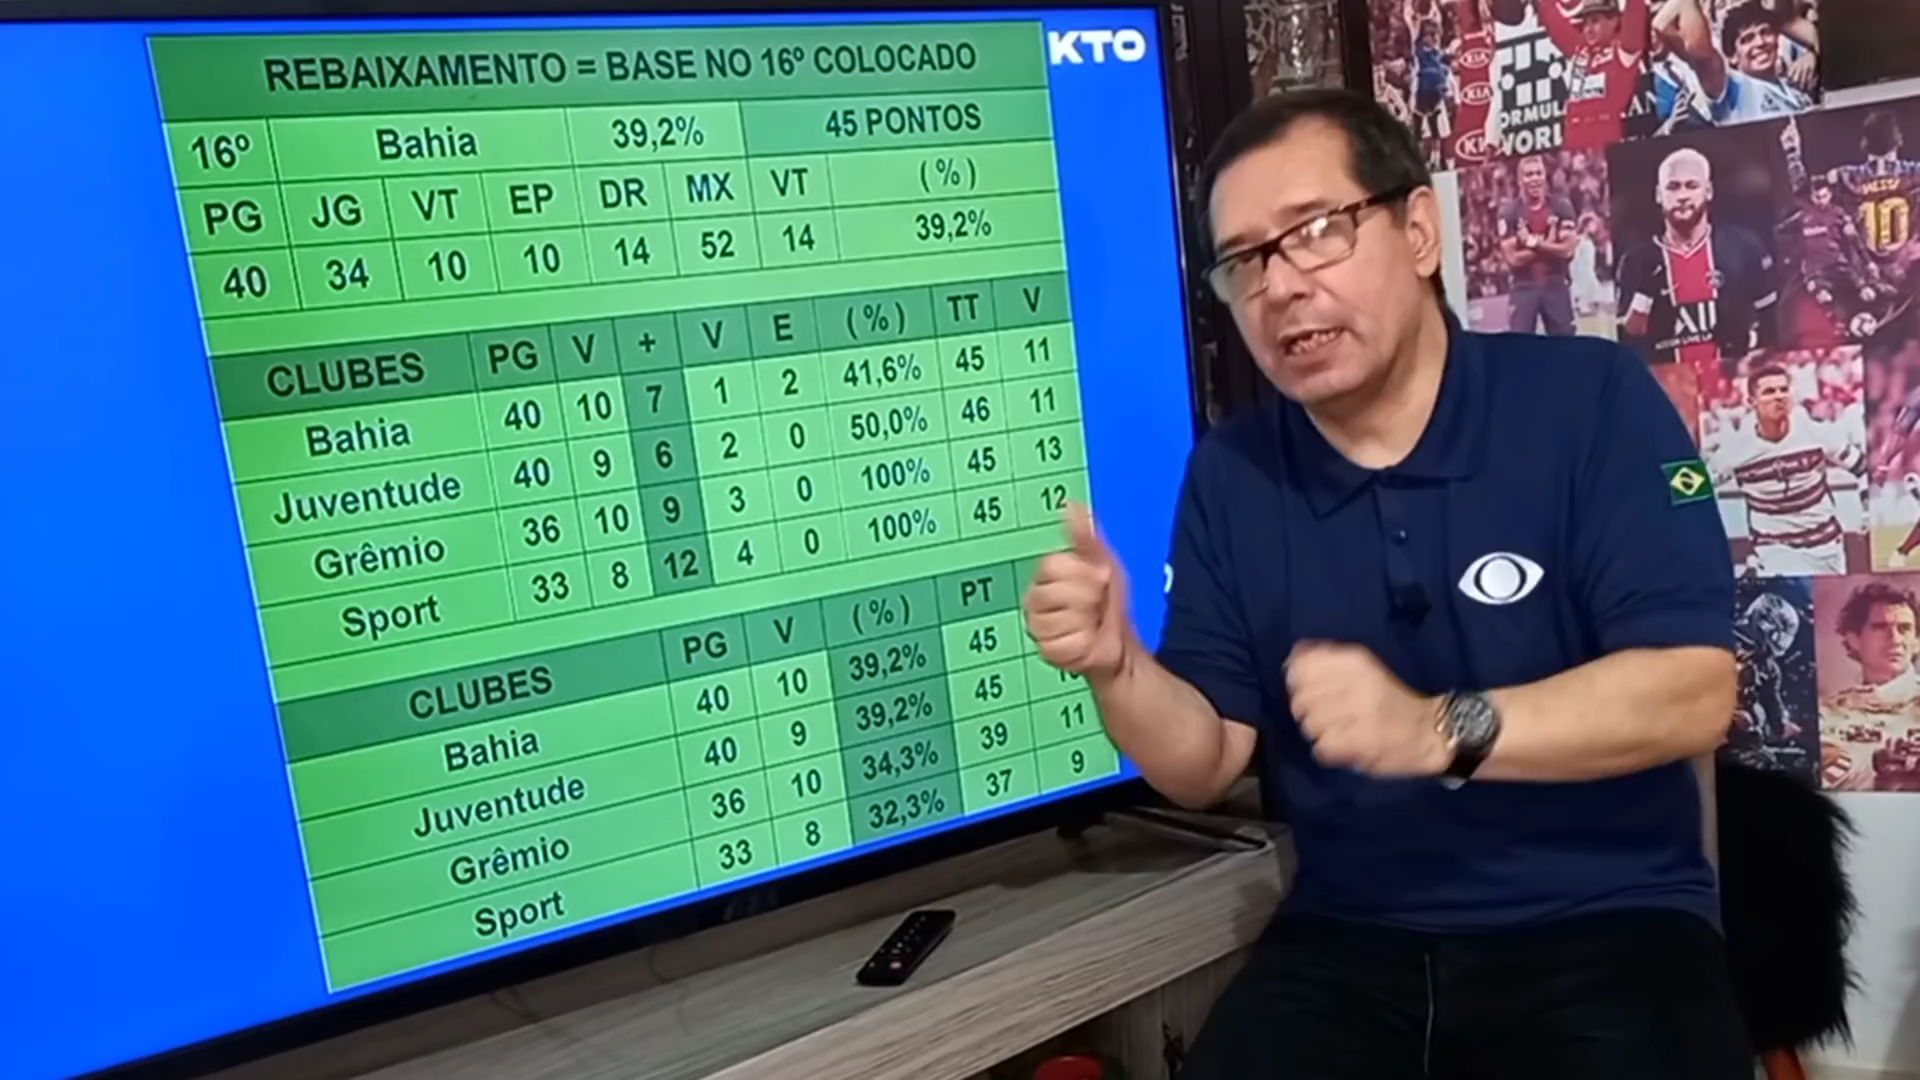 KTO
REBAIXAMENTO = BASE NO 16º COLOCADO
16º Bahia 39,2% 45 PONTOS
PG JG VT EP DR MX VT (%)
40 34 10 10 14 52 14 39,2%
CLUBES PG V + V E (%) TT V
Bahia 40 10 7 1 2 41,6% 45 11
Juventude 40 9 6 2 0 50,0% 46 11
Grêmio 36 10 9 3 0 100% 45 13
Sport 33 8 12 4 0 100% 45 12
CLUBES PG V (%) PT
Bahia 40 10 39,2% 45
Juventude 40 9 39,2% 45
Grêmio 36 10 34,3% 39 11
Sport 33 8 32,3% 37 9
KIA
KIA
FORMUL
WORL
10